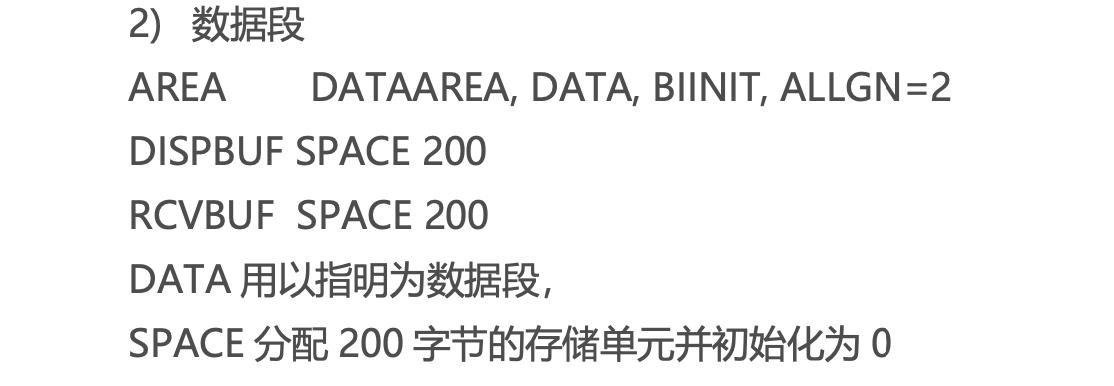 2) 数据段
AREA DATAAREA, DATA, BIINIT, ALLGN=2
DISPBUF SPACE 200
RCVBUF SPACE 200
DATA 用以指明为数据段，
SPACE 分配 200 字节的存储单元并初始化为 0